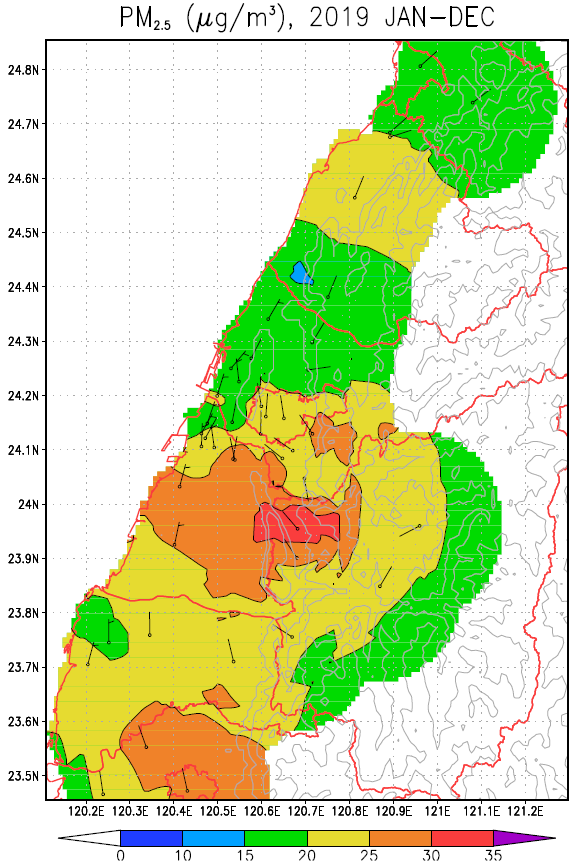 PM2.5 (μg/m³), 2019 JAN-DEC
24.8N
24.7N
24.6N
24.5N
24.4N
24.3N
24.2N
24.1N
24N
23.9N
23.8N
23.7N
23.6N
23.5N
120.2E 120.3E 120.4E 120.5E 120.6E 120.7E 120.8E 120.9E 121E 121.1E 121.2E
0 10 15 20 25 30 35